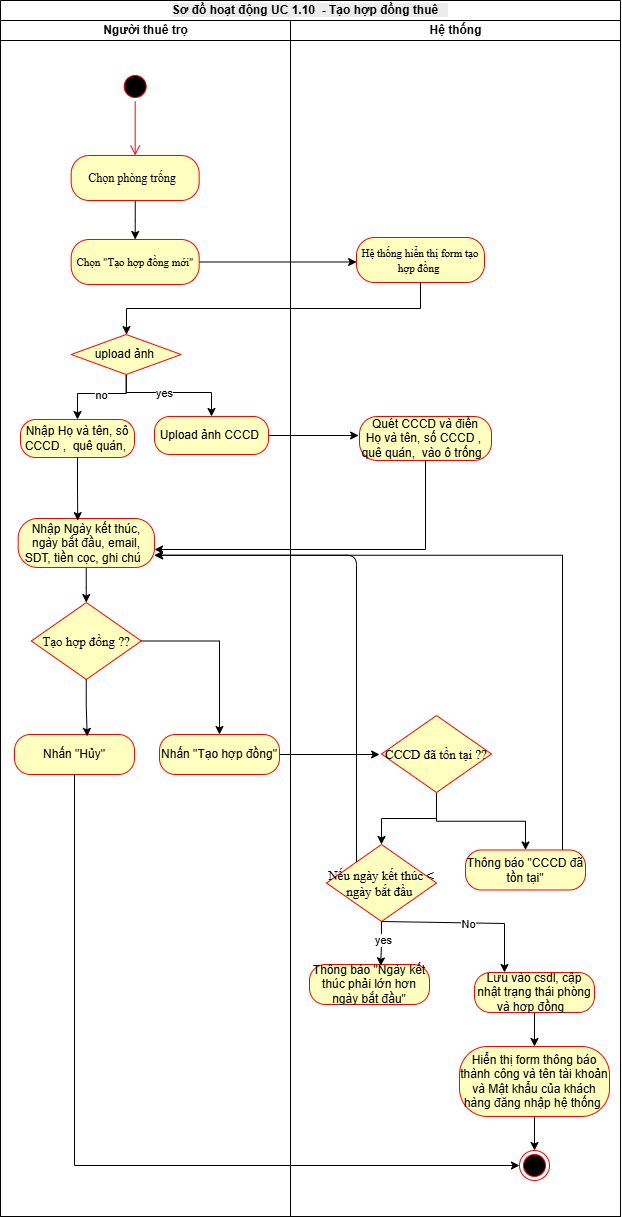 Sơ đồ hoạt động UC 1.10 - Tạo hợp đồng thuê
Người thuê trọ
Hệ thống
Chọn phòng trống
Chọn "Tạo hợp đồng mới"
Hệ thống hiển thị form tạo
hợp đồng
upload ảnh
no
yes
Nhập Họ và tên, số
CCCD , quê quán,
Upload ảnh CCCD
Quét CCCD và điền
Họ và tên, số CCCD ,
quê quán, vào ô trống
Nhập Ngày kết thúc,
ngày bắt đầu, email,
SDT, tiền cọc, ghi chú
Tạo hợp đồng ??
Nhấn "Hủy"
Nhấn "Tạo hợp đồng"
CCCD đã tồn tại ??
Nếu ngày kết thúc <
ngày bắt đầu
Thông báo "CCCD đã
tồn tại"
yes
No
Thông báo "Ngày kết
thúc phải lớn hơn
ngày bắt đầu"
Lưu vào csdl, cập
nhật trạng thái phòng
và hợp đồng
Hiển thị form thông báo
thành công và tên tài khoản
và Mật khẩu của khách
hàng đăng nhập hệ thống